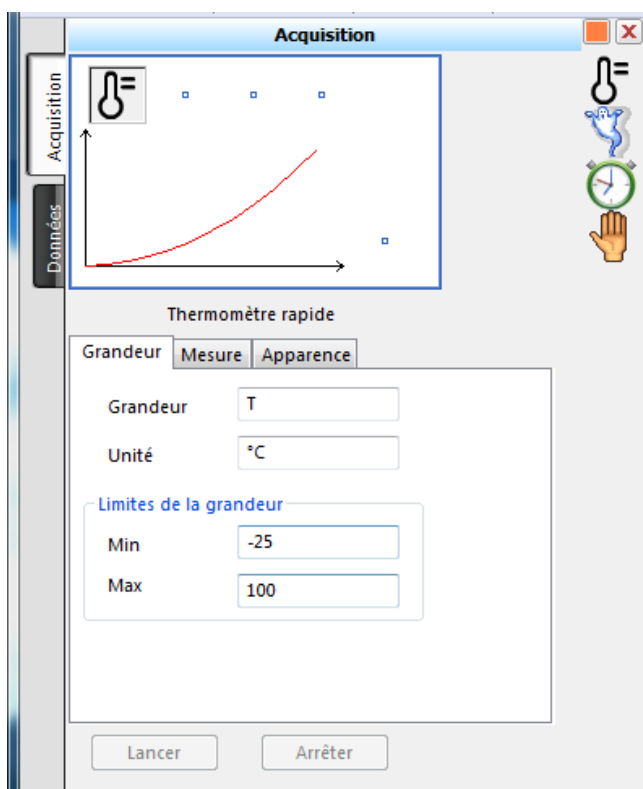 Acquisition
Acquisition
Données
Thermomètre rapide
Grandeur Mesure Apparence
Grandeur T
Unité °C
Limites de la grandeur
Min -25
Max 100
Lancer Arrêter